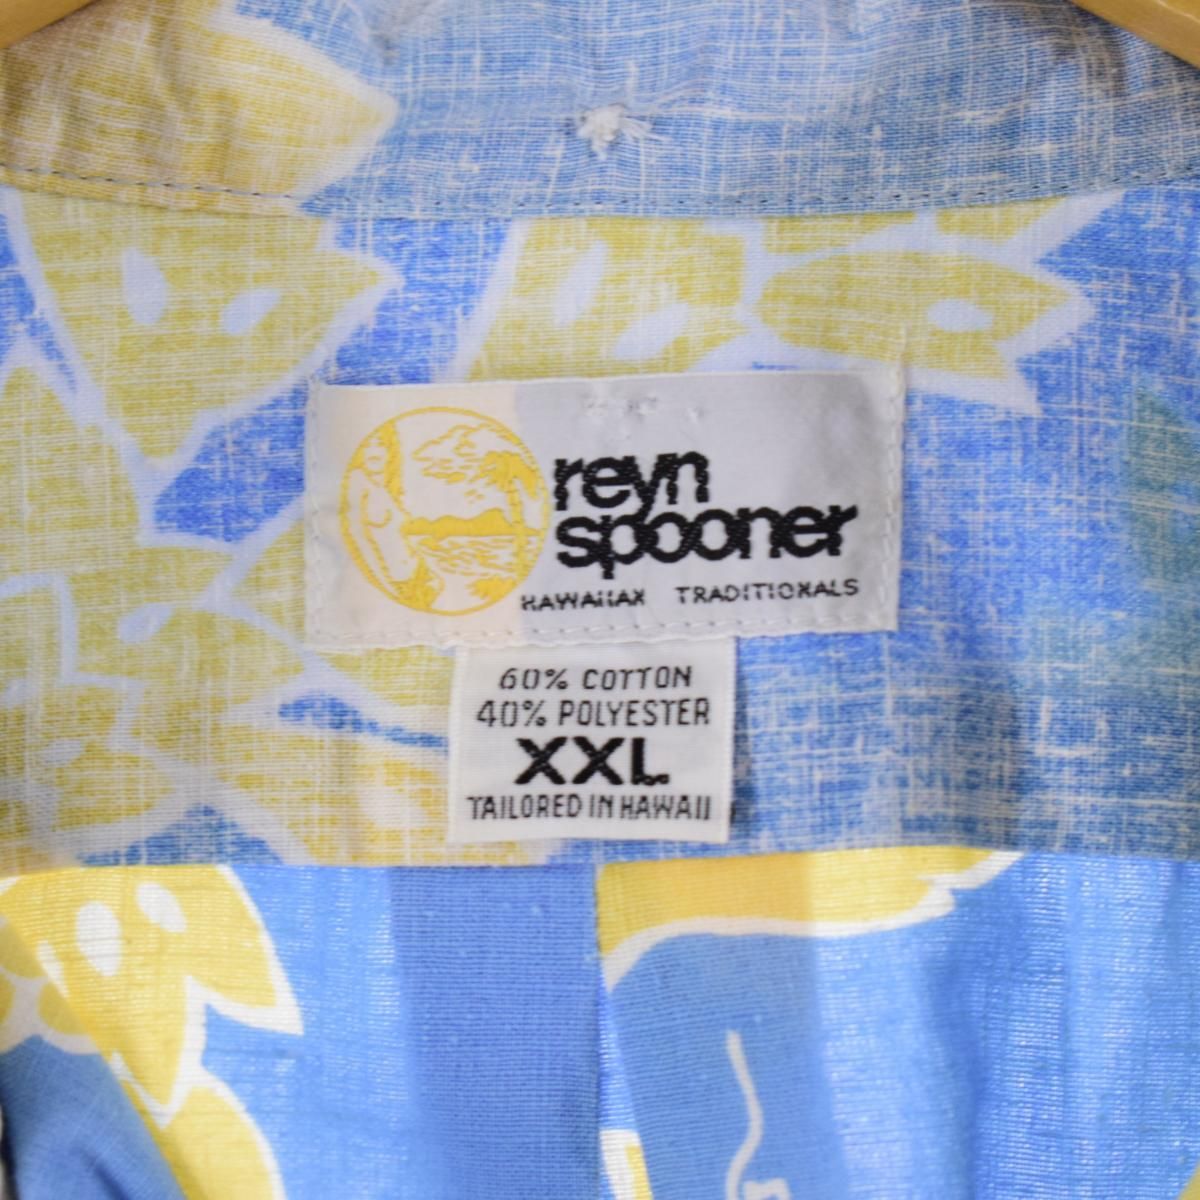 reyn
spooner
HAWAIIAN TRADITIONALS
60% COTTON
40% POLYESTER
XXL
TAILORED IN HAWAII